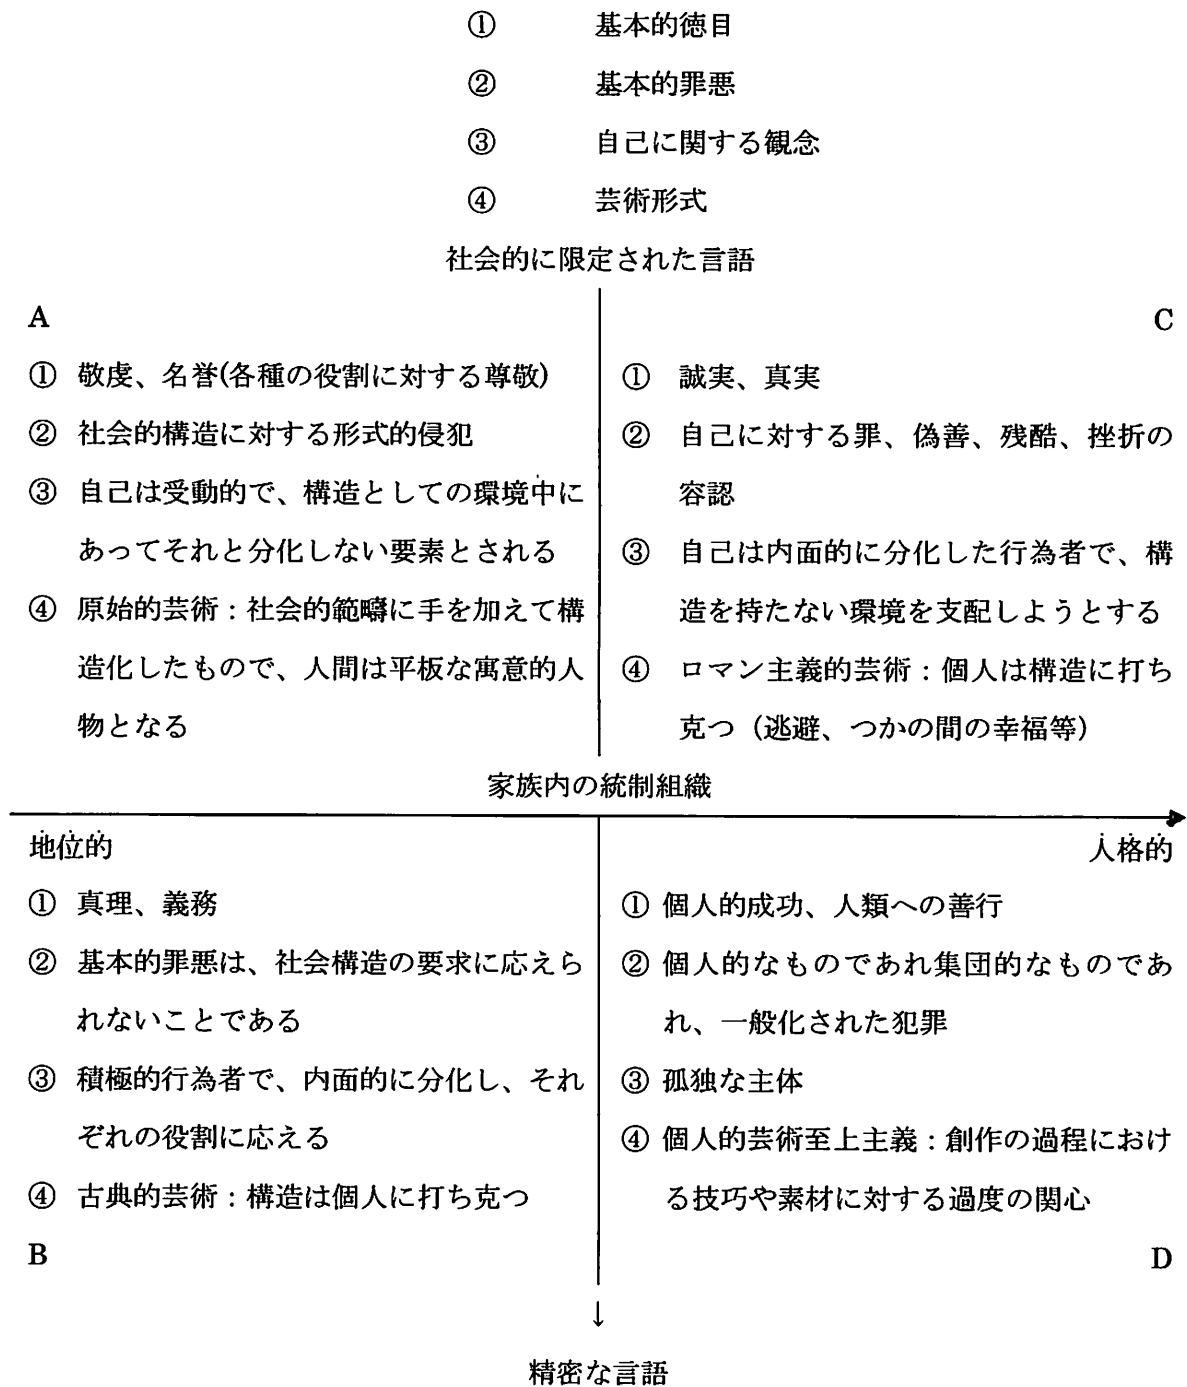 ① 基本的徳目
② 基本的罪悪
③ 自己に関する観念
④ 芸術形式
社会的に限定された言語
A
① 敬虔、名誉(各種の役割に対する尊敬)
② 社会的構造に対する形式的侵犯
③ 自己は受動的で、構造としての環境中に
あってそれと分化しない要素とされる
④ 原始的芸術：社会的範疇に手を加えて構
造化したもので、人間は平板な寓意的人
物となる
C
① 誠実、真実
② 自己に対する罪、偽善、残酷、挫折の
容認
③ 自己は内面的に分化した行為者で、構
造を持たない環境を支配しようとする
④ ロマン主義的芸術：個人は構造に打ち
克つ（逃避、つかの間の幸福等）
家族内の統制組織
地位的
人格的
① 真理、義務
② 基本的罪悪は、社会構造の要求に応えら
れないことである
③ 積極的行為者で、内面的に分化し、それ
ぞれの役割に応える
④ 古典的芸術：構造は個人に打ち克つ
B
① 個人的成功、人類への善行
② 個人的なものであれ集団的なものであ
れ、一般化された犯罪
③ 孤独な主体
④ 個人的芸術至上主義：創作の過程におけ
る技巧や素材に対する過度の関心
D
↓
精密な言語